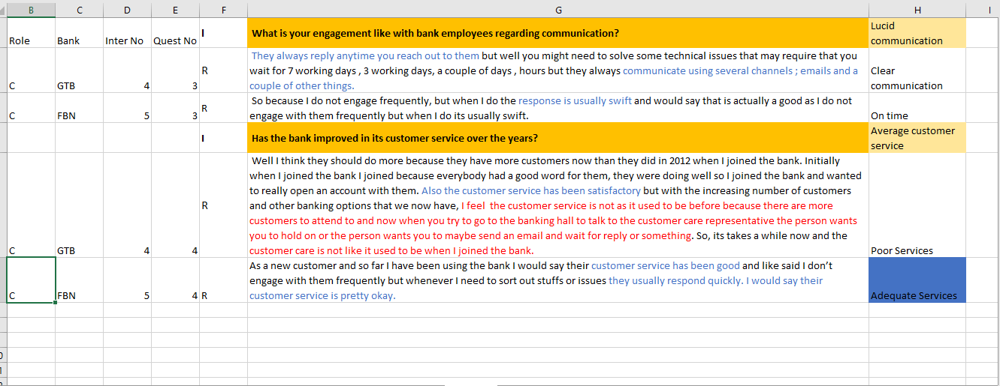 B C D E F G H I
Role Bank Inter No Quest No I What is your engagement like with bank employees regarding communication? Lucid
communication
They always reply anytime you reach out to them but well you might need to solve some technical issues that may require that you
R wait for 7 working days , 3 working days, a couple of days , hours but they always communicate using several channels ; emails and a Clear
C GTB 4 3 couple of other things. communication
So because I do not engage frequently, but when I do the response is usually swift and would say that is actually a good as I do not
C FBN 5 3 R engage with them frequently but when I do its usually swift. On time
I Has the bank improved in its customer service over the years? Average customer
service
Well I think they should do more because they have more customers now than they did in 2012 when I joined the bank. Initially
when I joined the bank I joined because everybody had a good word for them, they were doing well so I joined the bank and wanted
to really open an account with them. Also the customer service has been satisfactory but with the increasing number of customers
R and other banking options that we now have, I feel the customer service is not as it used to be before because there are more
customers to attend to and now when you try to go to the banking hall to talk to the customer care representative the person wants
you to hold on or the person wants you to maybe send an email and wait for reply or something. So, its takes a while now and the
C GTB 4 4 customer care is not like it used to be when I joined the bank. Poor Services
As a new customer and so far I have been using the bank I would say their customer service has been good and like said I don't
engage with them frequently but whenever I need to sort out stuffs or issues they usually respond quickly. I would say their
C FBN 5 4 R customer service is pretty okay. Adequate Services